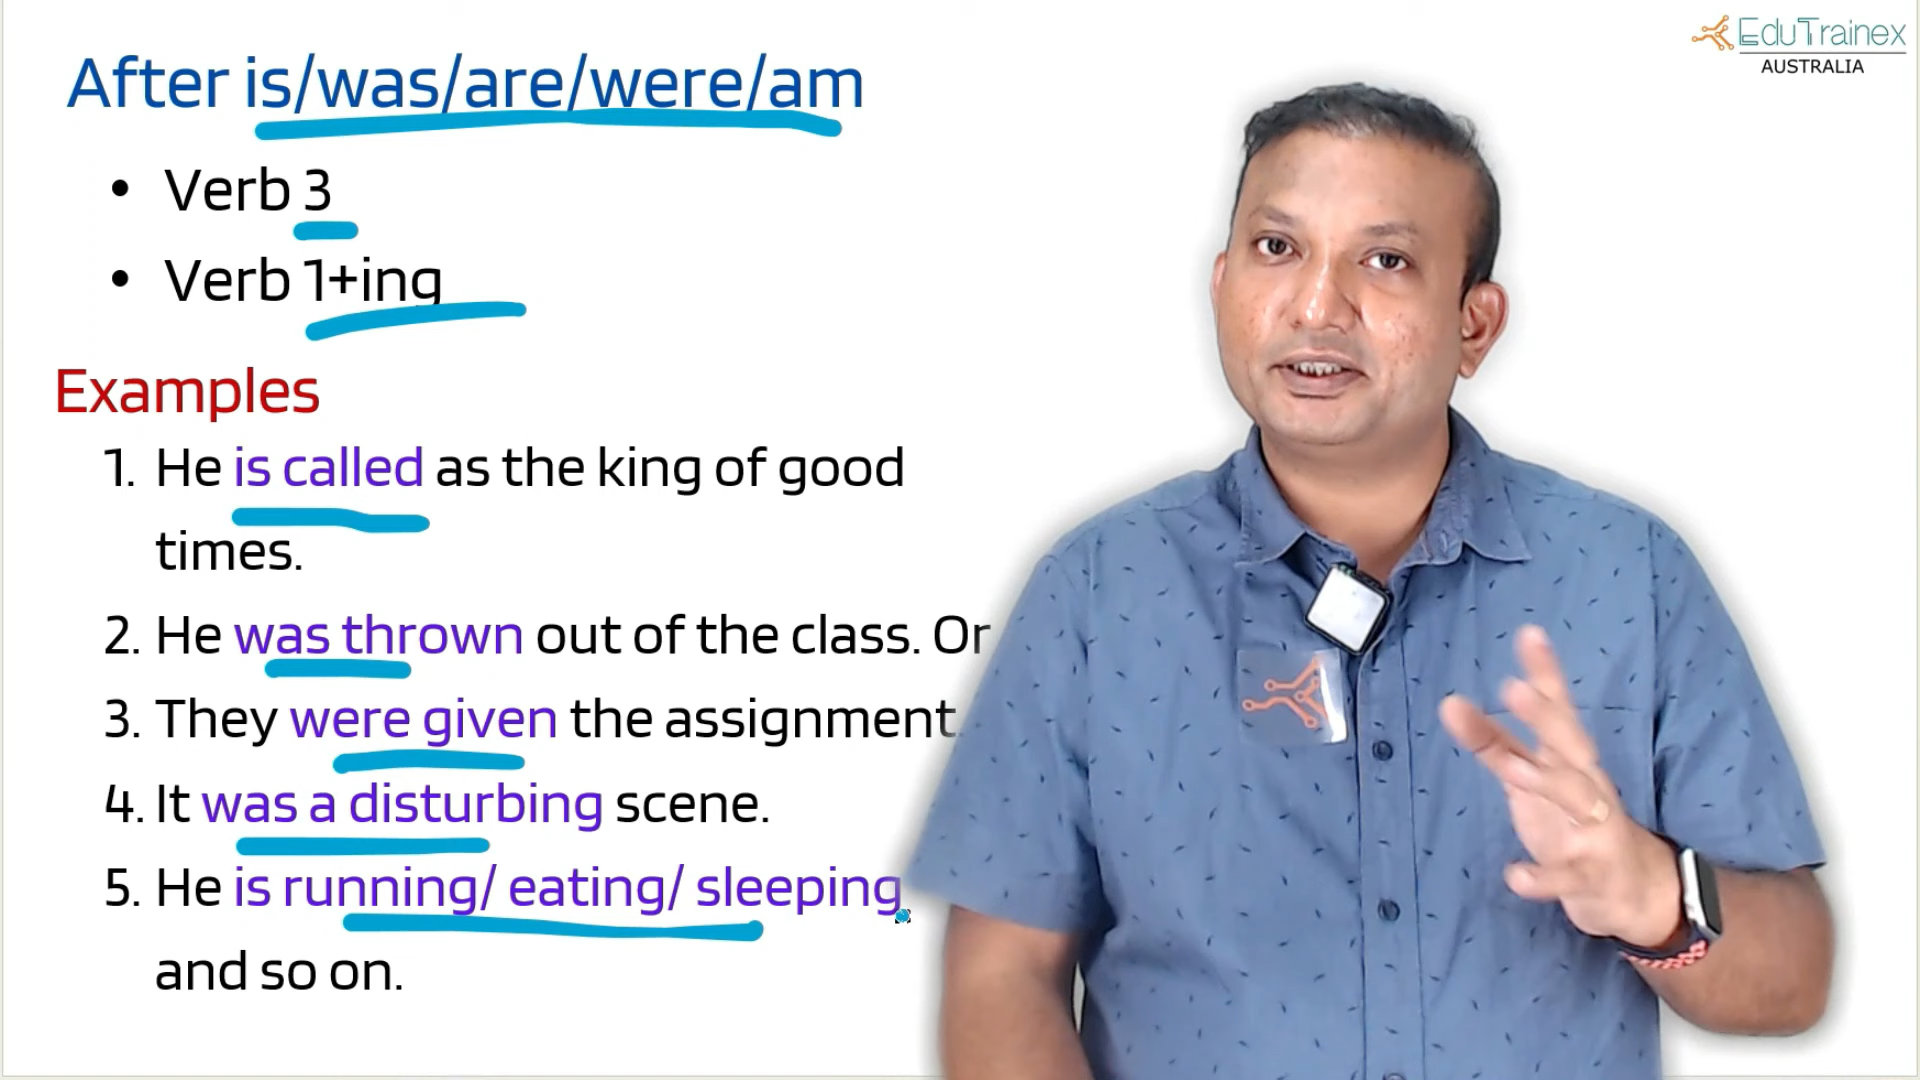 EduTrainex
AUSTRALIA
After is/was/are/were/am
• Verb 3
• Verb 1+ing
Examples
1. He is called as the king of good
times.
2. He was thrown out of the class. Or
3. They were given the assignment.
4. It was a disturbing scene.
5. He is running/ eating/ sleeping
and so on.